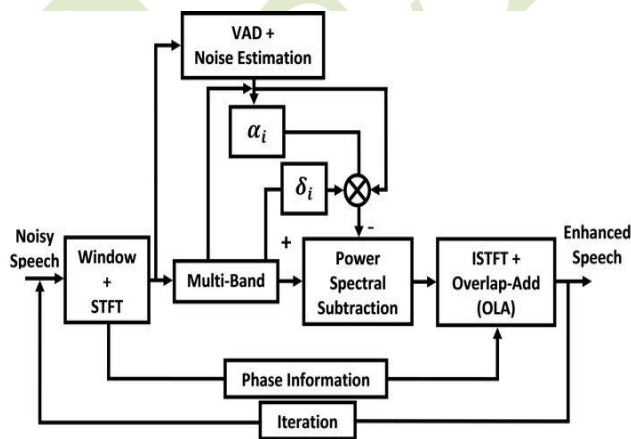 VAD +
Noise Estimation
αᵢ
δᵢ
Noisy
Speech
Window
+
STFT
Multi-Band
+
-
Power
Spectral
Subtraction
ISTFT +
Overlap-Add
(OLA)
Enhanced
Speech
Phase Information
Iteration